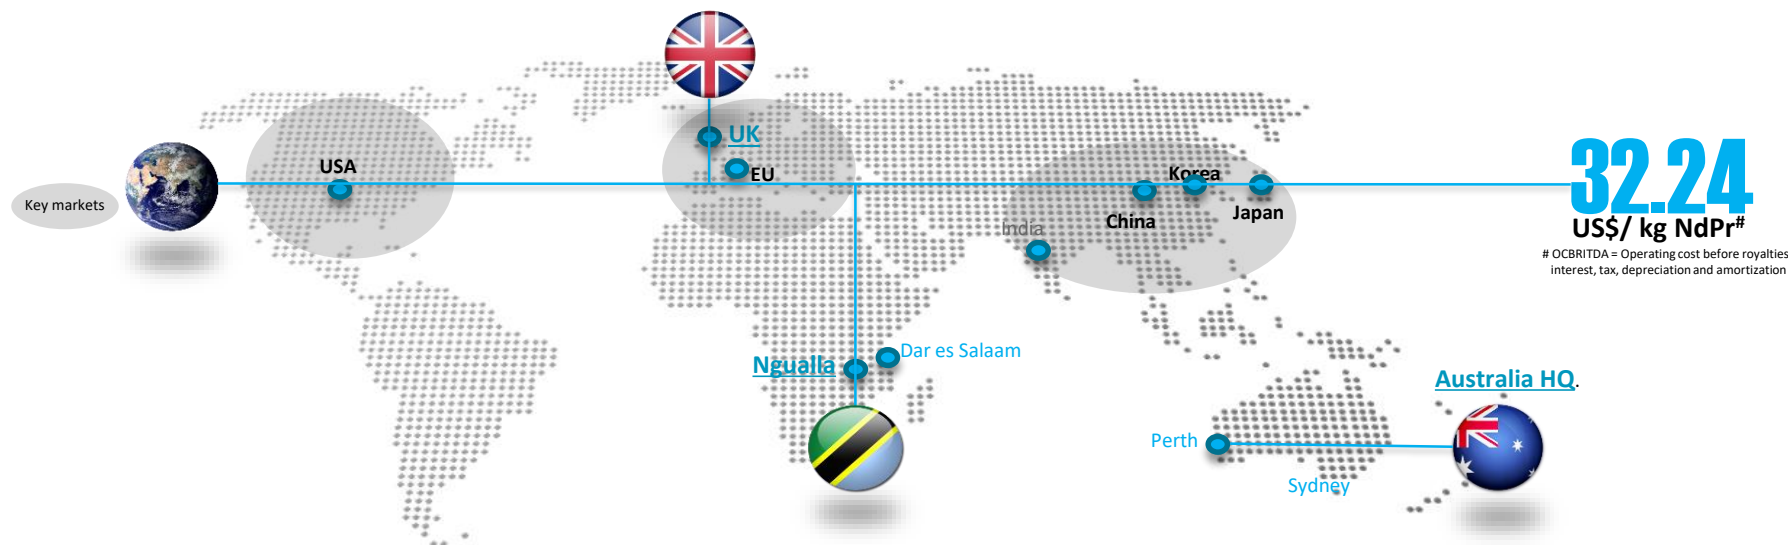 UK
USA
EU
Key markets
Korea
China
Japan
India
32.24
US$/ kg NdPr#
# OCBRITDA = Operating cost before royalties
interest, tax, depreciation and amortization
Ngualla
Dar es Salaam
Australia HQ.
Perth
Sydney